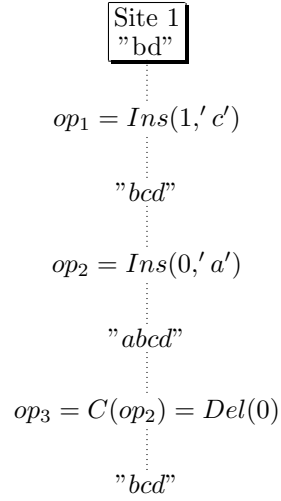 Site 1
"bd"
op₁ = Ins(1,′ c′)
"bcd"
op₂ = Ins(0,′ a′)
"abcd"
op₃ = C(op₂) = Del(0)
"bcd"